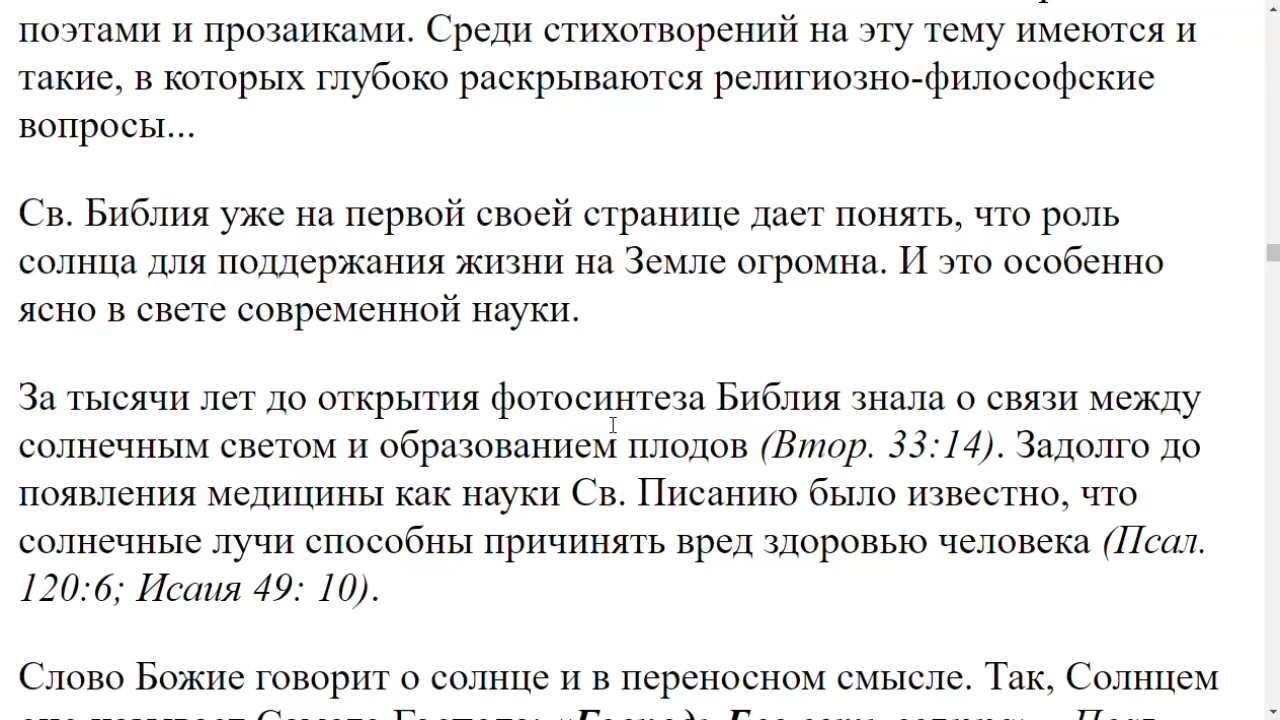 поэтами и прозаиками. Среди стихотворений на эту тему имеются и
такие, в которых глубоко раскрываются религиозно-философские
вопросы...
Св. Библия уже на первой своей странице дает понять, что роль
солнца для поддержания жизни на Земле огромна. И это особенно
ясно в свете современной науки.
За тысячи лет до открытия фотосинтеза Библия знала о связи между
солнечным светом и образованием плодов (Втор. 33:14). Задолго до
появления медицины как науки Св. Писанию было известно, что
солнечные лучи способны причинять вред здоровью человека (Псал.
120:6; Исаия 49: 10).
Слово Божие говорит о солнце и в переносном смысле. Так, Солнцем